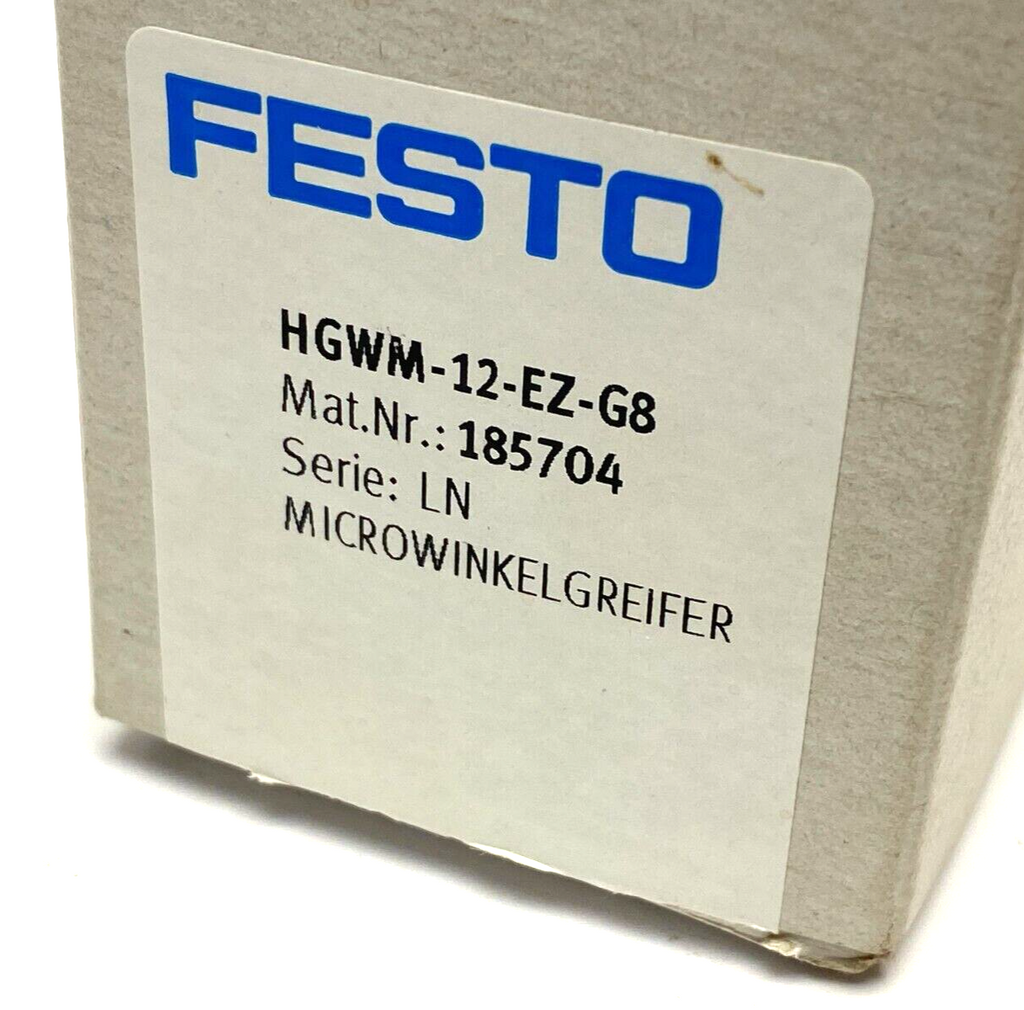 FESTO
HGWM-12-EZ-G8
Mat.Nr.: 185704
Serie: LN
MICROWINKELGREIFER